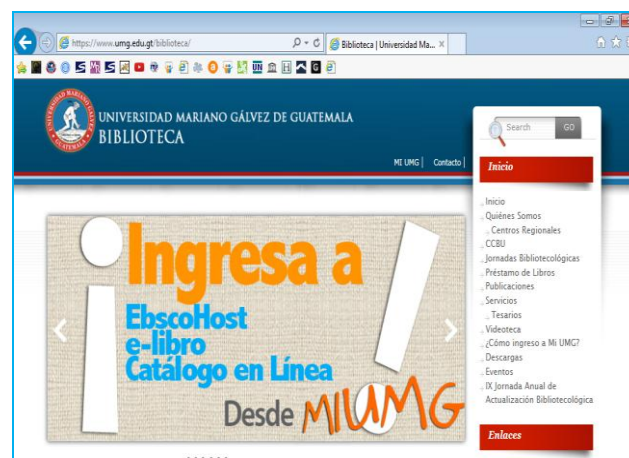 https://www.umg.edu.gt/biblioteca/
Biblioteca | Universidad Ma...
UNIVERSIDAD MARIANO GÁLVEZ DE GUATEMALA
BIBLIOTECA
MI UMG | Contacto |
Search GO
Inicio
Inicio
Quiénes Somos
Centros Regionales
CCBU
Jornadas Bibliotecológicas
Préstamo de Libros
Publicaciones
Servicios
Tesarios
Videoteca
¿Cómo ingreso a Mi UMG?
Descargas
Eventos
IX Jornada Anual de
Actualización Bibliotecológica
Enlaces
¡Ingresa a!
EbscoHost
e-libro
Catálogo en Línea
Desde MIUMG